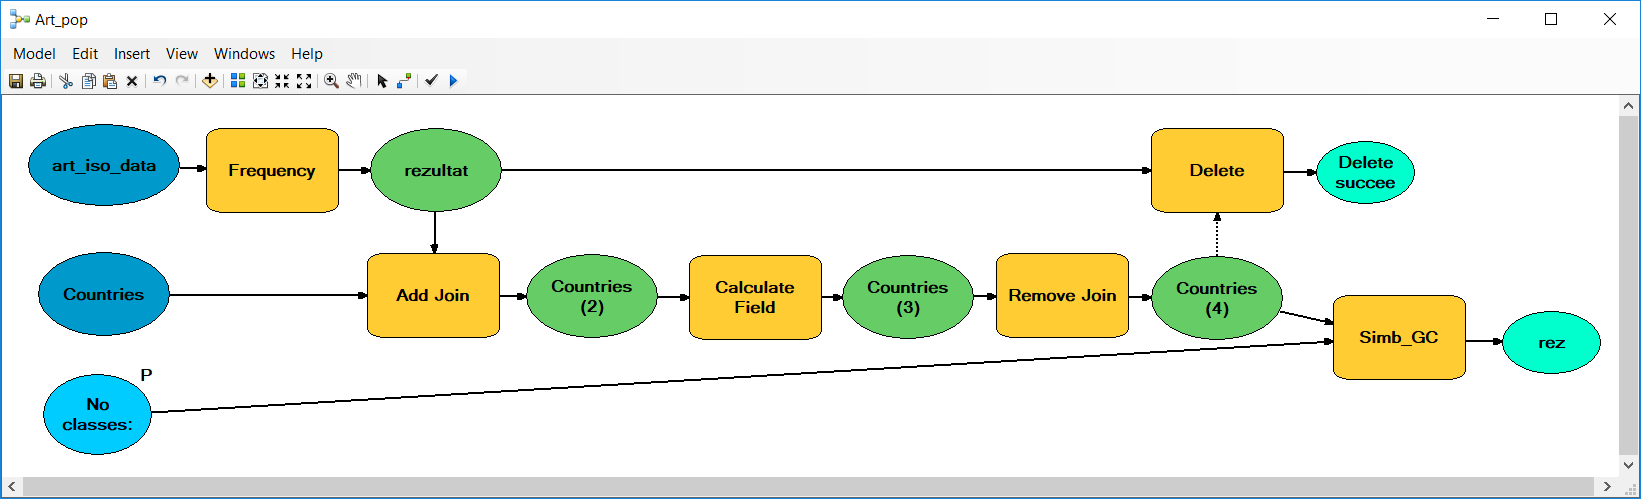 Art_pop
Model Edit Insert View Windows Help
art_iso_data
Frequency
rezultat
Delete
Delete
succee
Countries
Add Join
Countries
(2)
Calculate
Field
Countries
(3)
Remove Join
Countries
(4)
Simb_GC
rez
P
No
classes: